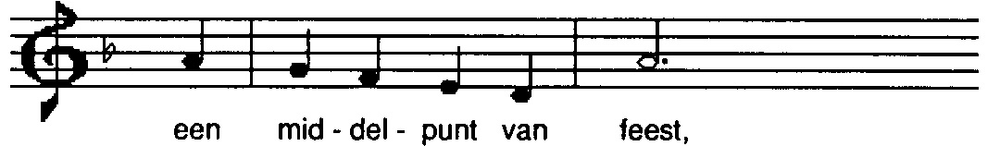 een mid - del - punt van feest,